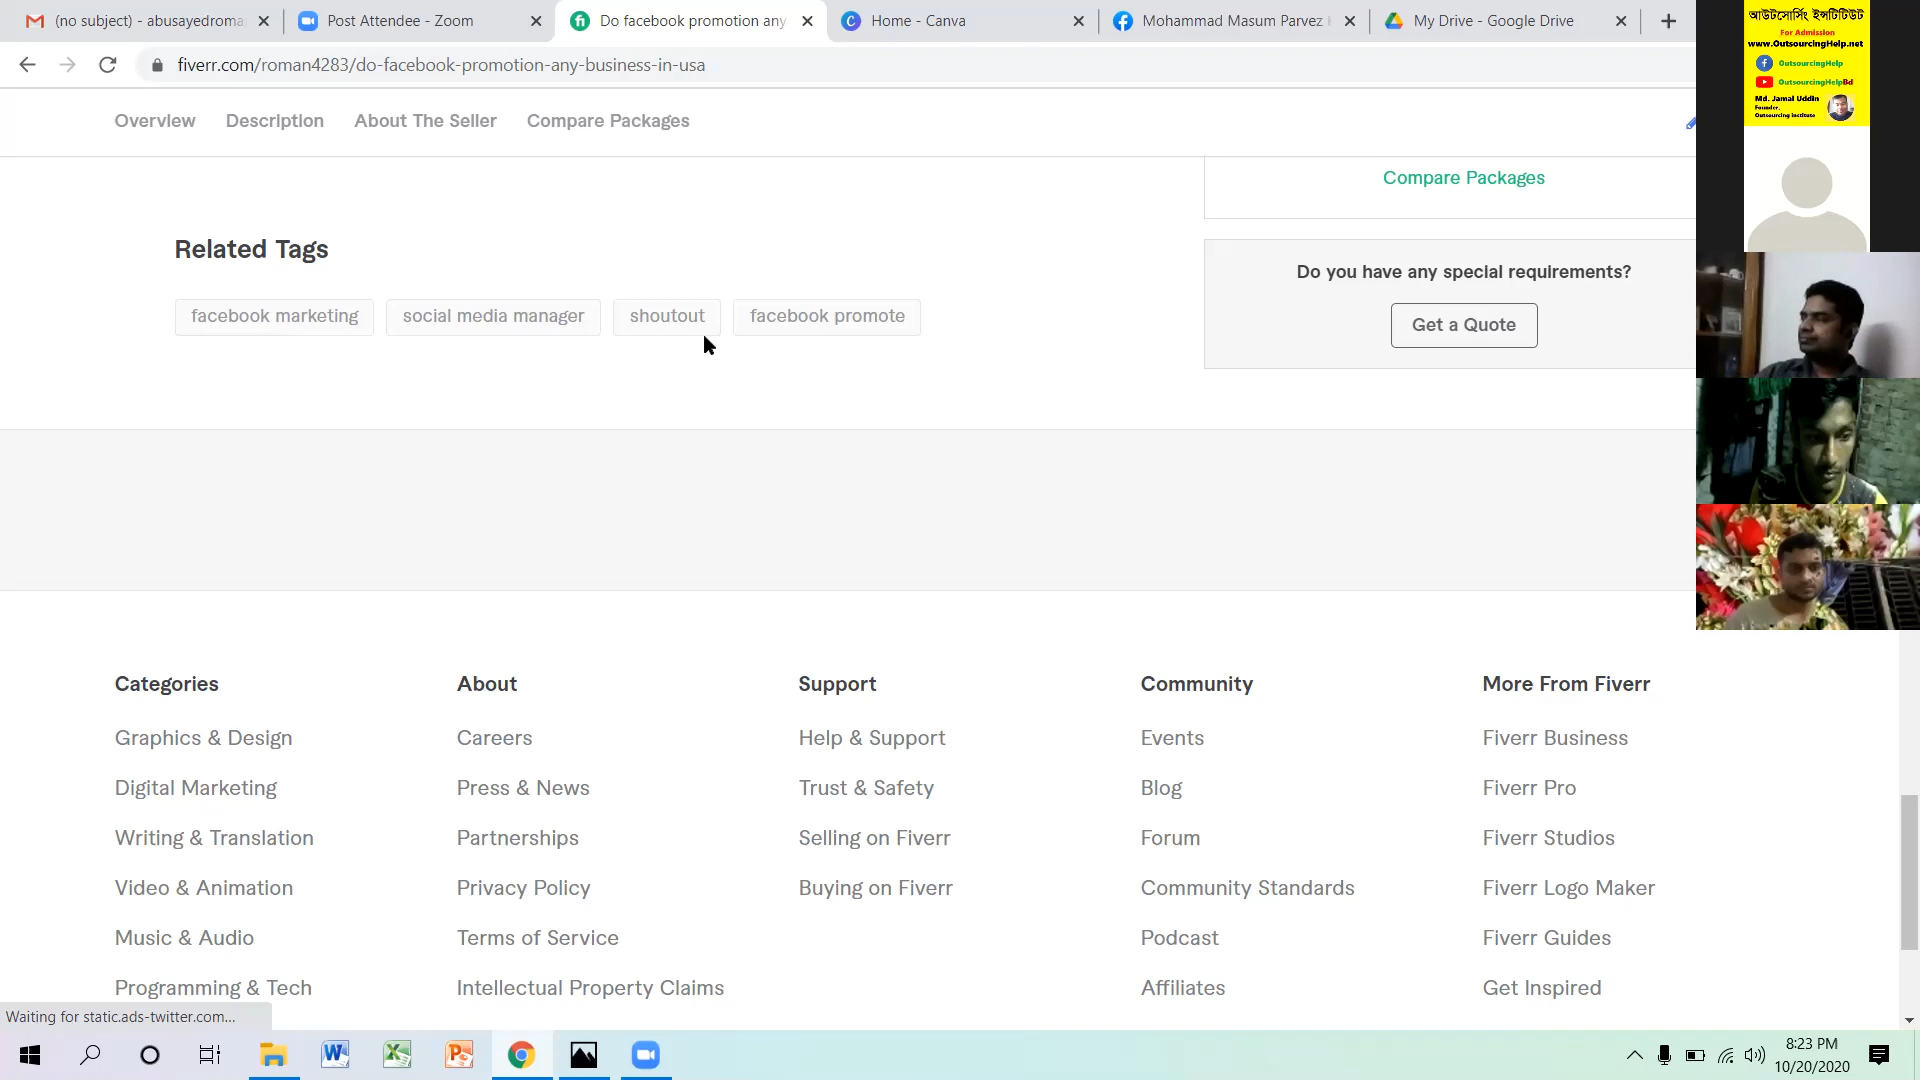 (no subject) - abusayedroma
Post Attendee - Zoom
Do facebook promotion any
Home - Canva
Mohammad Masum Parvez
My Drive - Google Drive
fiverr.com/roman4283/do-facebook-promotion-any-business-in-usa
Overview
Description
About The Seller
Compare Packages
Compare Packages
Related Tags
facebook marketing
social media manager
shoutout
facebook promote
Do you have any special requirements?
Get a Quote
Categories
Graphics & Design
Digital Marketing
Writing & Translation
Video & Animation
Music & Audio
Programming & Tech
About
Careers
Press & News
Partnerships
Privacy Policy
Terms of Service
Intellectual Property Claims
Support
Help & Support
Trust & Safety
Selling on Fiverr
Buying on Fiverr
Community
Events
Blog
Forum
Community Standards
Podcast
Affiliates
More From Fiverr
Fiverr Business
Fiverr Pro
Fiverr Studios
Fiverr Logo Maker
Fiverr Guides
Get Inspired
Waiting for static.ads-twitter.com...
8:23 PM
10/20/2020
আউটসোর্সিং ইন্সটিটিউট
For Admission
www.OutsourcingHelp.net
OutsourcingHelp
OutsourcingHelpBd
Md. Jamal Uddin
Founder,
Outsourcing Institute